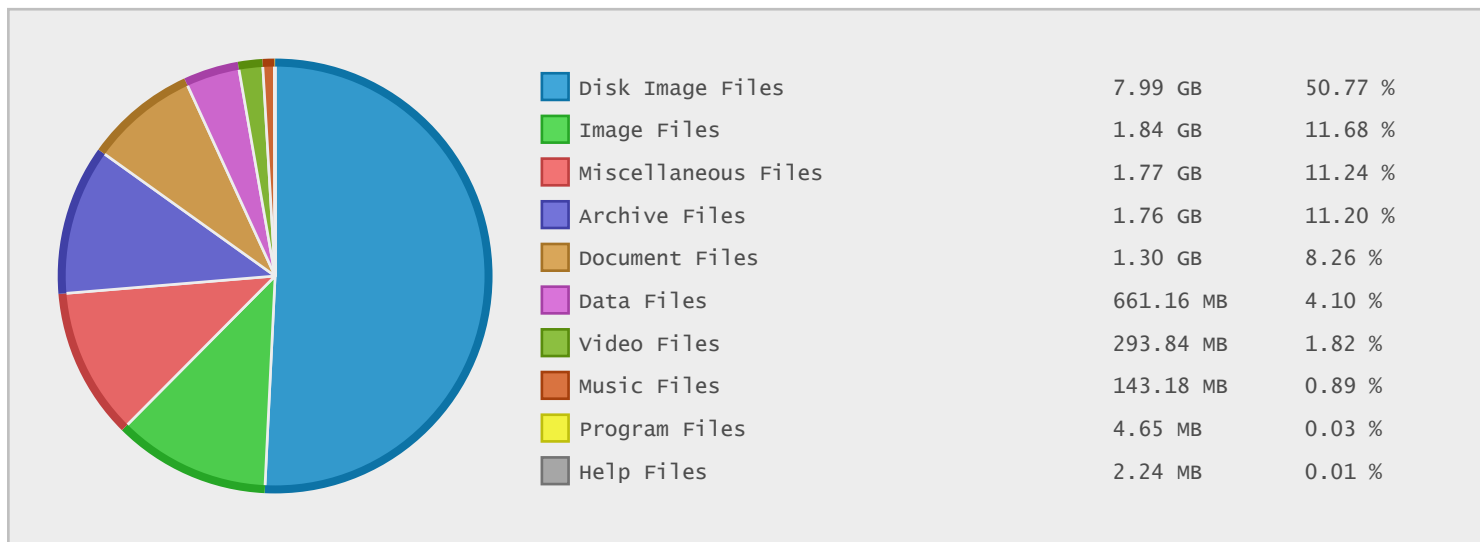 Disk Image Files 7.99 GB 50.77 %
Image Files 1.84 GB 11.68 %
Miscellaneous Files 1.77 GB 11.24 %
Archive Files 1.76 GB 11.20 %
Document Files 1.30 GB 8.26 %
Data Files 661.16 MB 4.10 %
Video Files 293.84 MB 1.82 %
Music Files 143.18 MB 0.89 %
Program Files 4.65 MB 0.03 %
Help Files 2.24 MB 0.01 %